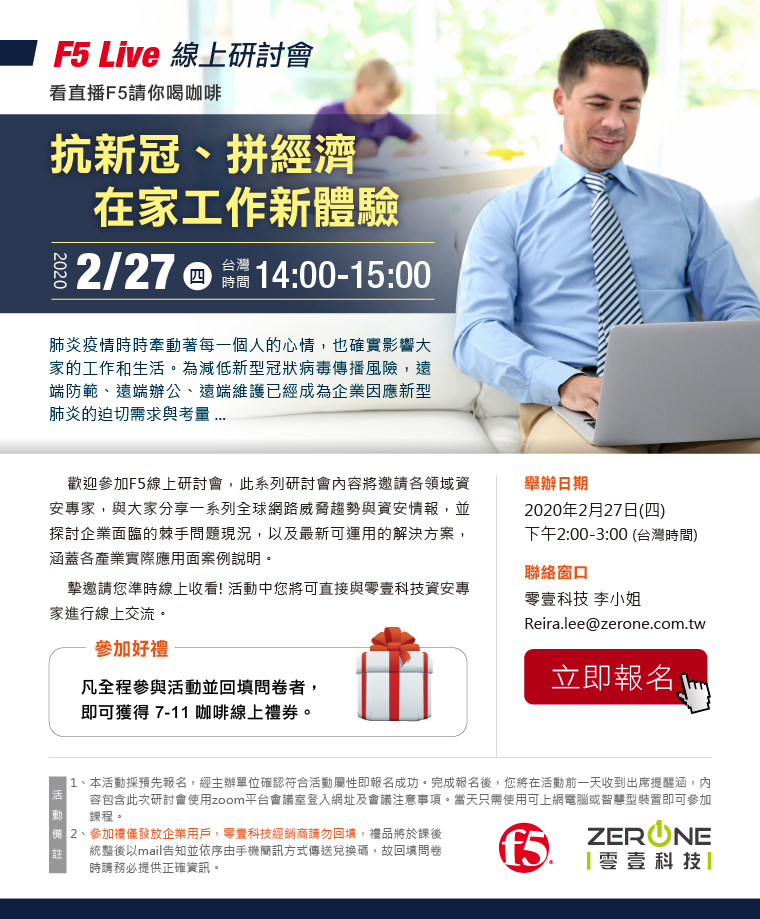 F5 Live 線上研討會
看直播F5請你喝咖啡
抗新冠、拼經濟
在家工作新體驗
2020 2/27 四 台灣時間 14:00-15:00
肺炎疫情時時牽動著每一個人的心情，也確實影響大
家的工作和生活。為減低新型冠狀病毒傳播風險，遠
端防範、遠端辦公、遠端維護已經成為企業因應新型
肺炎的迫切需求與考量 ...
歡迎參加F5線上研討會，此系列研討會內容將邀請各領域資
安專家，與大家分享一系列全球網路威脅趨勢與資安情報，並
探討企業面臨的棘手問題現況，以及最新可運用的解決方案，
涵蓋各產業實際應用面案例說明。
摯邀請您準時線上收看! 活動中您將可直接與零壹科技資安專
家進行線上交流。
參加好禮
凡全程參與活動並回填問卷者，
即可獲得 7-11 咖啡線上禮券。
舉辦日期
2020年2月27日(四)
下午2:00-3:00 (台灣時間)
聯絡窗口
零壹科技 李小姐
Reira.lee@zerone.com.tw
立即報名
活動備註
1、本活動採預先報名，經主辦單位確認符合活動屬性即報名成功。完成報名後，您將在活動前一天收到出席提醒涵，內
容包含此次研討會使用zoom平台會議室登入網址及會議注意事項。當天只需使用可上網電腦或智慧型裝置即可參加
課程。
2、參加禮僅發放企業用戶，零壹科技經銷商請勿回填，禮品將於課後
統整後以mail告知並依序由手機簡訊方式傳送兌換碼，故回填問卷
時請務必提供正確資訊。
f5
ZERONE
零壹科技